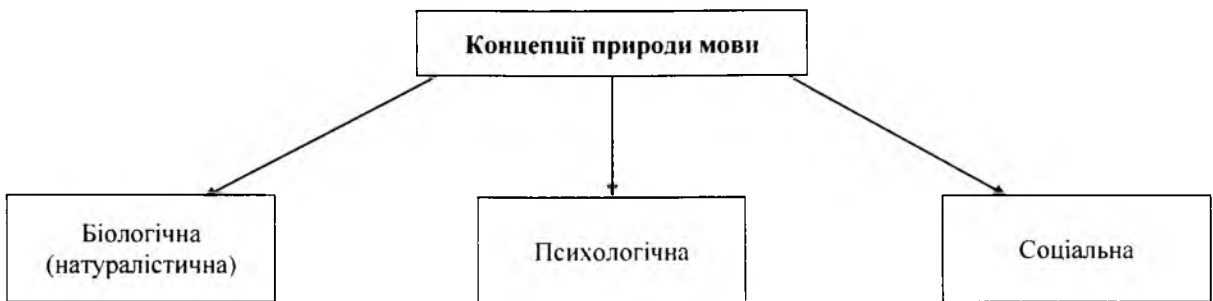 Концепції природи мови
Біологічна
(натуралістична)
Психологічна
Соціальна